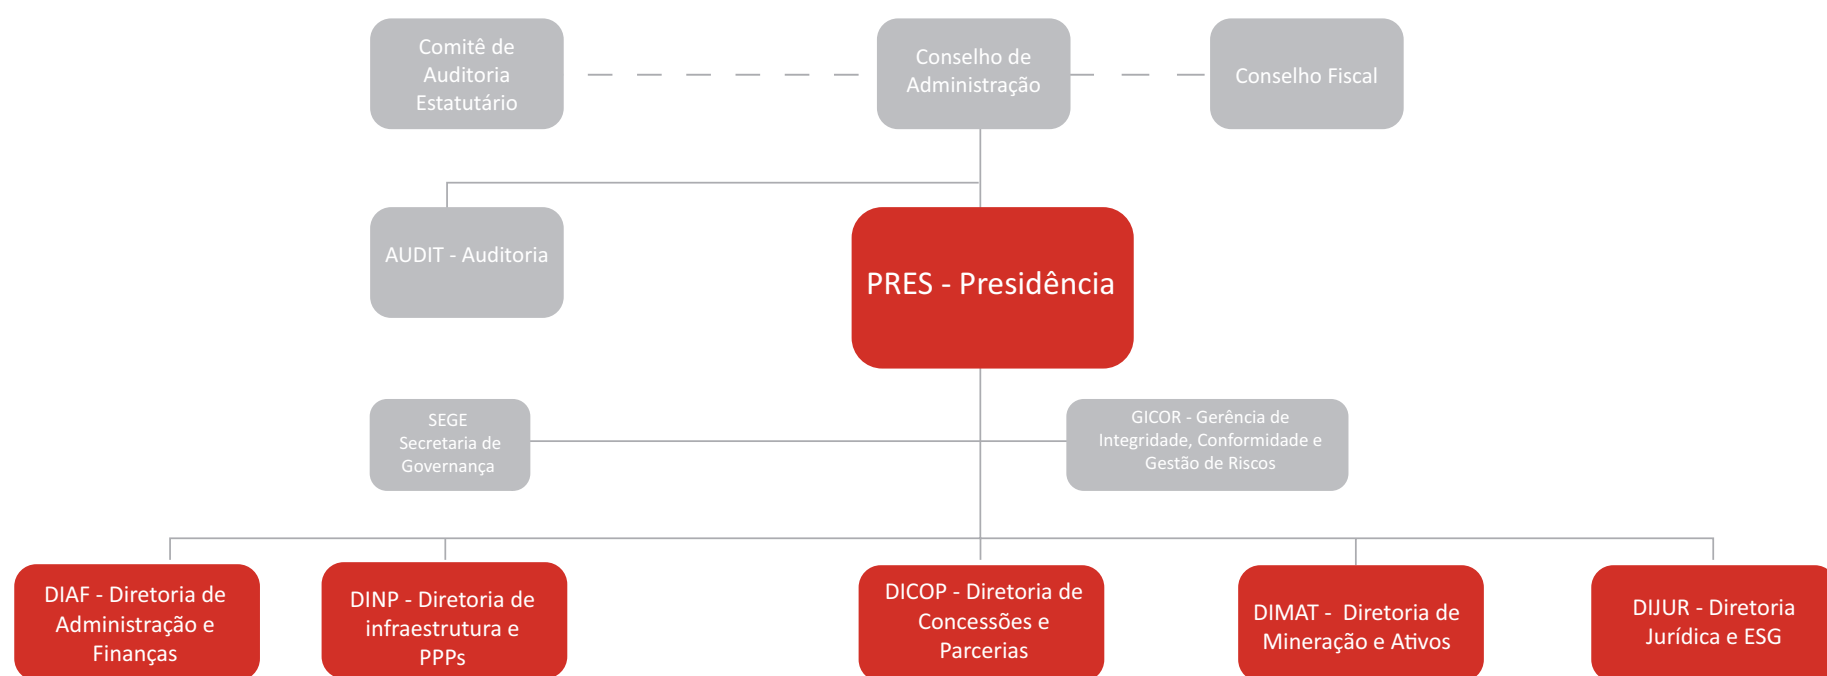 Comitê de
Auditoria
Estatutário
Conselho de
Administração
Conselho Fiscal
AUDIT - Auditoria
PRES - Presidência
SEGE
Secretaria de
Governança
GICOR - Gerência de
Integridade, Conformidade e
Gestão de Riscos
DIAF - Diretoria de
Administração e
Finanças
DINP - Diretoria de
infraestrutura e
PPPs
DICOP - Diretoria de
Concessões e
Parcerias
DIMAT -  Diretoria de
Mineração e Ativos
DIJUR - Diretoria
Jurídica e ESG